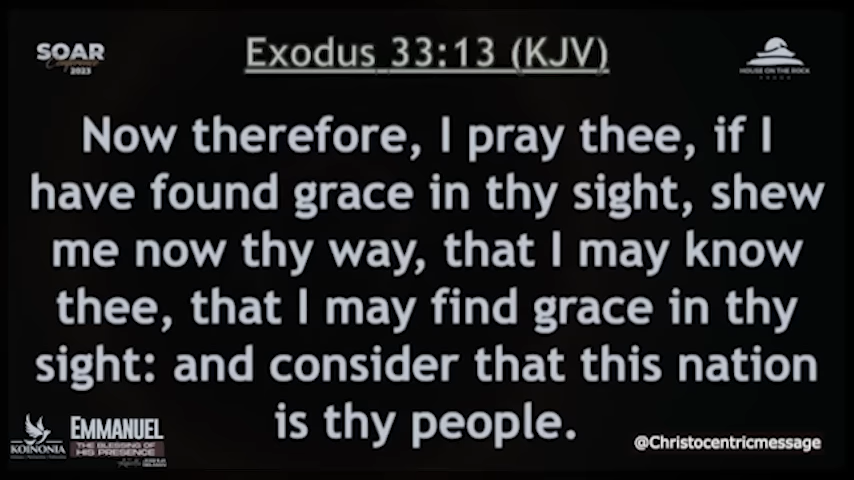 SOAR
Conference
2023
Exodus 33:13 (KJV)
HOUSE ON THE ROCK
Now therefore, I pray thee, if I
have found grace in thy sight, shew
me now thy way, that I may know
thee, that I may find grace in thy
sight: and consider that this nation
is thy people.
KOINONIA
EMMANUEL
THE BLESSING OF
HIS PRESENCE
@Christocentricmessage